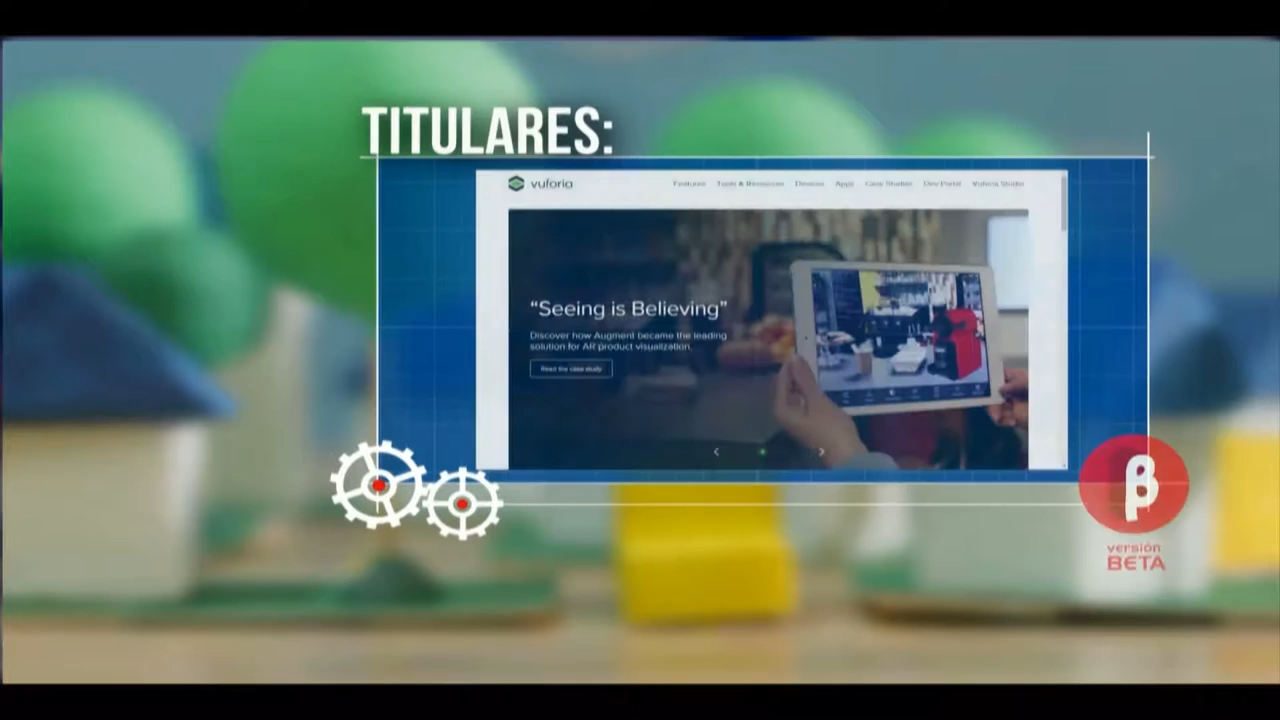 TITULARES:
vuforia
Features Tools & Resources Devices Apps Case Studies Dev Portal Vuforia Studio
“Seeing is Believing”
Discover how Augment became the leading
solution for AR product visualization.
Read the case study
β
versión
BETA